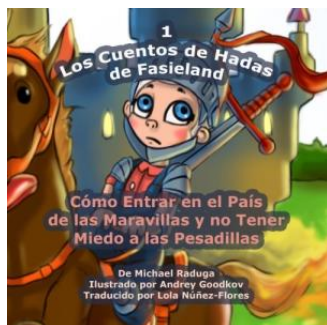 1
Los Cuentos de Hadas
de Fasieland
Cómo Entrar en el País
de las Maravillas y no Tener
Miedo a las Pesadillas
De Michael Raduga
Ilustrado por Andrey Goodkov
Traducido por Lola Núñez-Flores